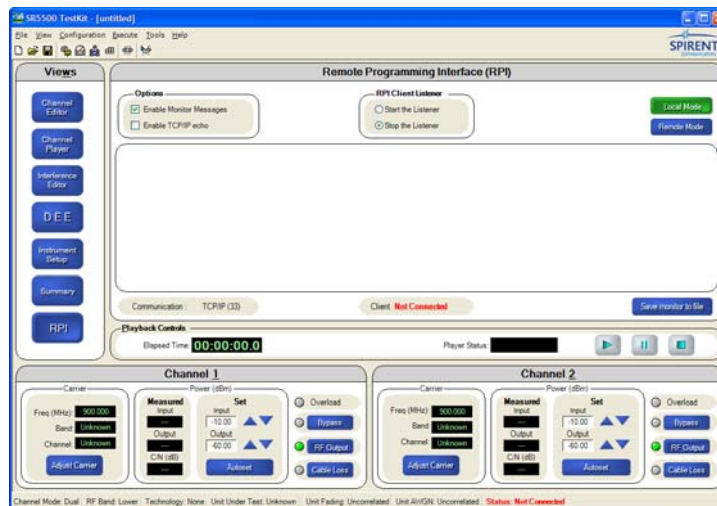 SR5500 TestKit - [untitled]
File View Configuration Execute Tools Help
SPIRENT
Communications
Views
Channel Editor
Channel Player
Interference Editor
DEE
Instrument Setup
Summary
RPI
Remote Programming Interface (RPI)
Options
Enable Monitor Messages
Enable TCP/IP echo
RPI Client Listener
Start the Listener
Stop the Listener
Local Mode
Remote Mode
Communication : TCP/IP (33)
Client: Not Connected
Save monitor to file
Playback Controls
Elapsed Time: 00:00:00.0
Player Status:
Channel 1
Carrier
Freq (MHz): 900.000
Band: Unknown
Channel: Unknown
Adjust Carrier
Power (dBm)
Measured
Input
---
Output
---
C/N (dB)
---
Set
Input
-10.00
Output
-60.00
Autoset
Overload
Bypass
RF Output
Cable Loss
Channel 2
Carrier
Freq (MHz): 900.000
Band: Unknown
Channel: Unknown
Adjust Carrier
Power (dBm)
Measured
Input
---
Output
---
C/N (dB)
---
Set
Input
-10.00
Output
-60.00
Autoset
Overload
Bypass
RF Output
Cable Loss
Channel Mode: Dual RF Band: Lower Technology: None Unit Under Test: Unknown Unit Fading: Uncorrelated Unit AWGN: Uncorrelated Status: Not Connected